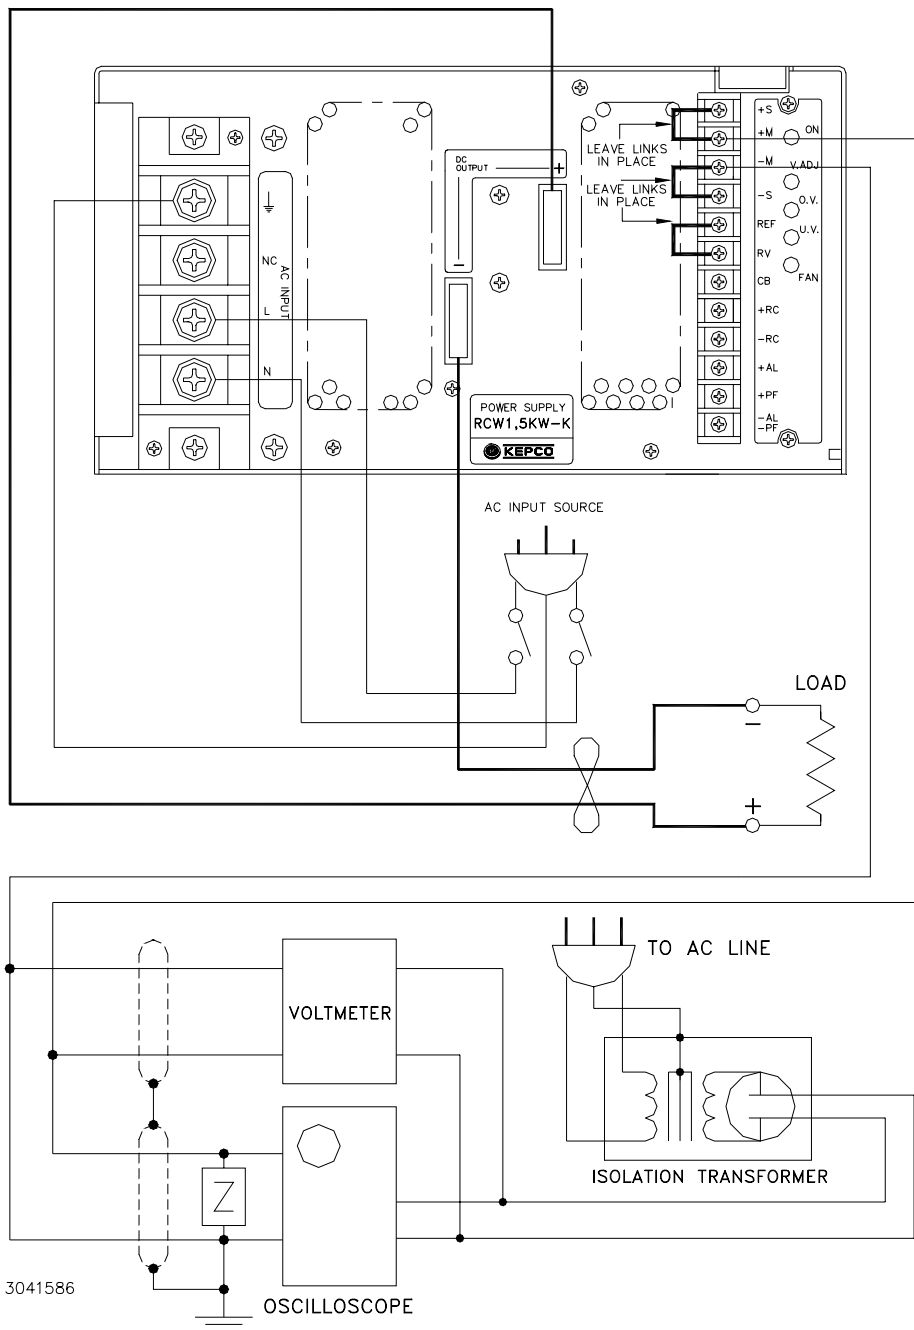 DC
OUTPUT
+
−
LEAVE LINKS
IN PLACE
LEAVE LINKS
IN PLACE
+S
+M
−M
−S
REF
RV
CB
+RC
−RC
+AL
+PF
−AL
−PF
ON
V.ADJ
O.V.
U.V.
FAN
NC
L
N
AC INPUT
POWER SUPPLY
RCW1,5KW−K
KEPCO
AC INPUT SOURCE
LOAD
−
+
TO AC LINE
VOLTMETER
Z
ISOLATION TRANSFORMER
3041586
OSCILLOSCOPE